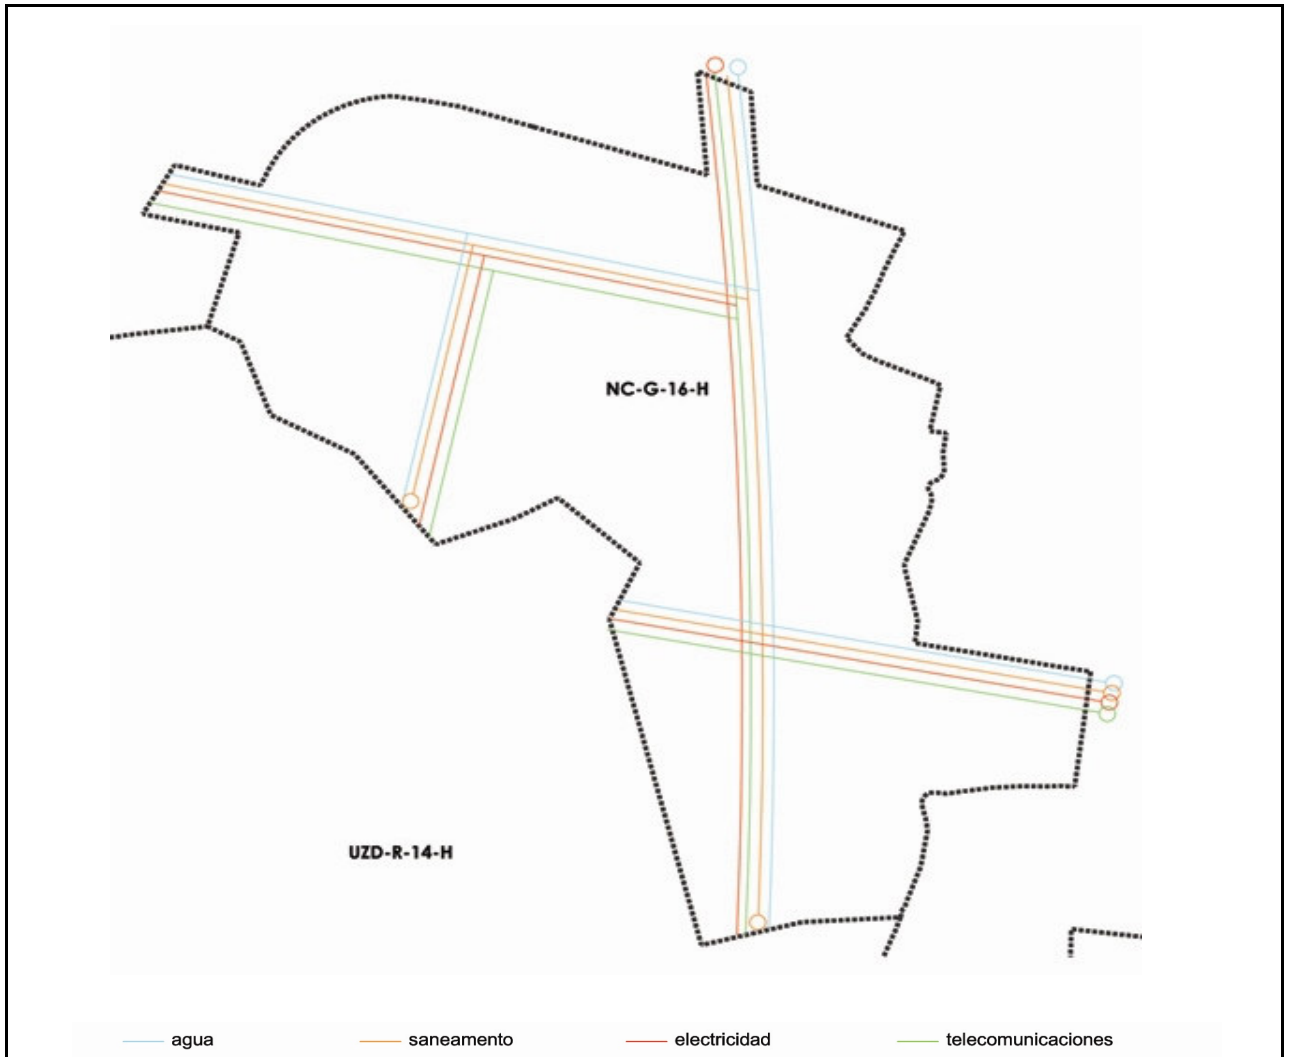 NC-G-16-H
UZD-R-14-H
agua saneamento electricidad telecomunicaciones